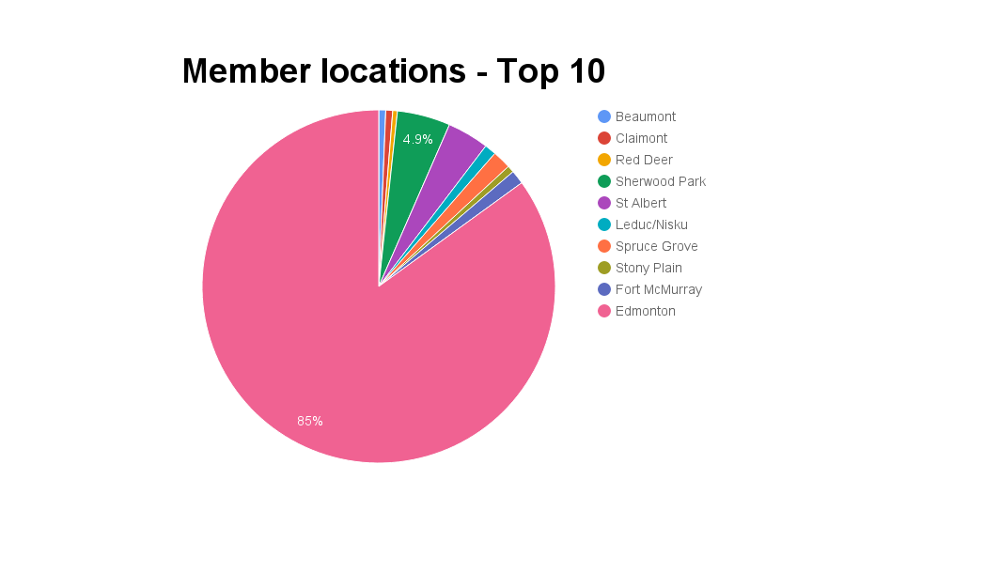 Member locations - Top 10
Beaumont
Claimont
Red Deer
Sherwood Park
St Albert
Leduc/Nisku
Spruce Grove
Stony Plain
Fort McMurray
Edmonton
4.9%
85%